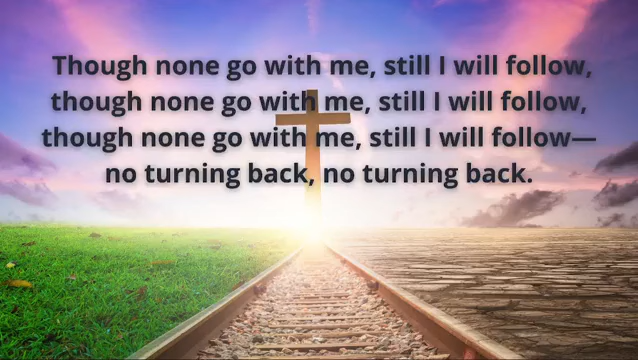 Though none go with me, still I will follow,
though none go with me, still I will follow,
though none go with me, still I will follow—
no turning back, no turning back.